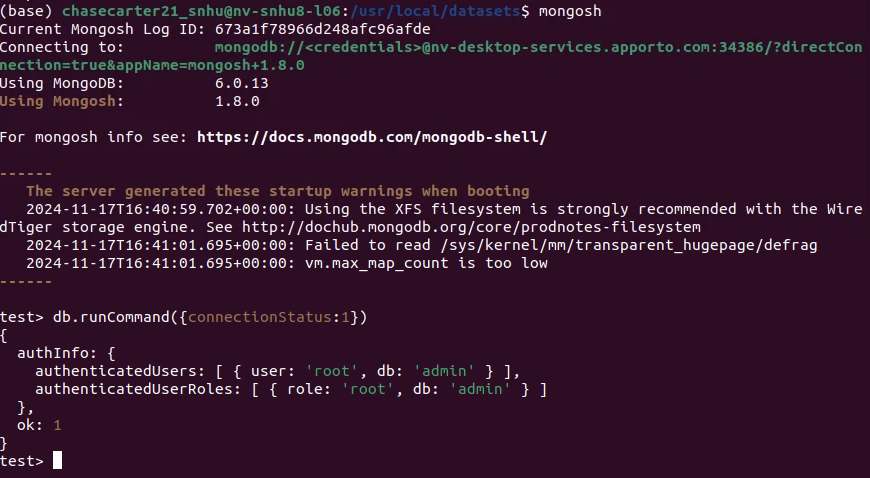 (base) chasecarter21_snhu@nv-snhu8-l06:/usr/local/datasets$ mongosh
Current Mongosh Log ID: 673a1f78966d248afc96afde
Connecting to:          mongodb://<credentials>@nv-desktop-services.apporto.com:34386/?directCon
nection=true&appName=mongosh+1.8.0
Using MongoDB:          6.0.13
Using Mongosh:          1.8.0
For mongosh info see: https://docs.mongodb.com/mongodb-shell/
------
   The server generated these startup warnings when booting
   2024-11-17T16:40:59.702+00:00: Using the XFS filesystem is strongly recommended with the Wire
dTiger storage engine. See http://dochub.mongodb.org/core/prodnotes-filesystem
   2024-11-17T16:41:01.695+00:00: Failed to read /sys/kernel/mm/transparent_hugepage/defrag
   2024-11-17T16:41:01.695+00:00: vm.max_map_count is too low
------
test> db.runCommand({connectionStatus:1})
{
  authInfo: {
    authenticatedUsers: [ { user: 'root', db: 'admin' } ],
    authenticatedUserRoles: [ { role: 'root', db: 'admin' } ]
  },
  ok: 1
}
test>